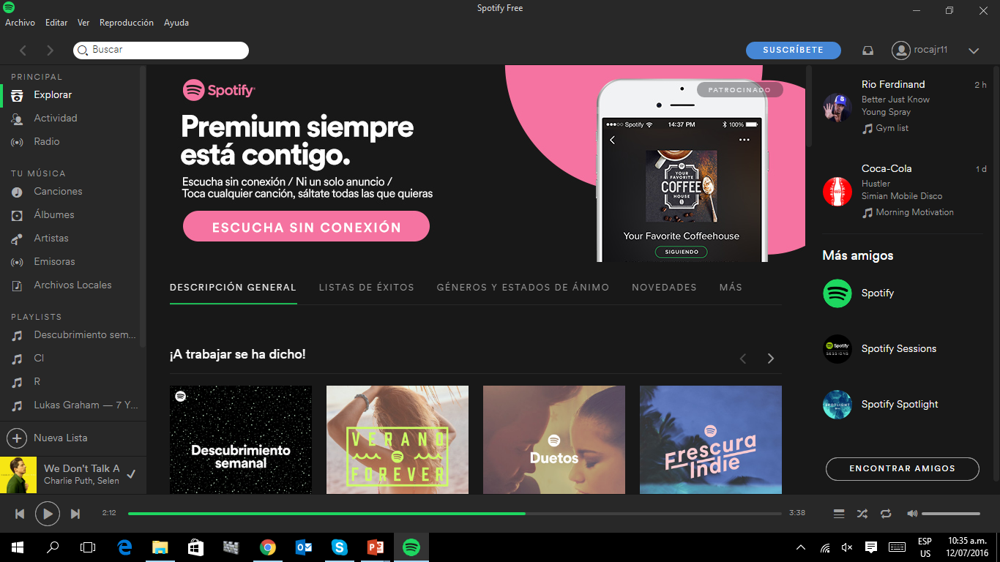 Spotify Free
Archivo Editar Ver Reproducción Ayuda
Buscar
SUSCRÍBETE
rocajr11
PRINCIPAL
Explorar
Actividad
Radio
TU MÚSICA
Canciones
Álbumes
Artistas
Emisoras
Archivos Locales
PLAYLISTS
Descubrimiento sem...
CI
R
Lukas Graham — 7 Y...
Nueva Lista
We Don't Talk A
Charlie Puth, Selen
Spotify
PATROCINADO
Premium siempre
está contigo.
Escucha sin conexión / Ni un solo anuncio /
Toca cualquier canción, sáltate todas las que quieras
ESCUCHA SIN CONEXIÓN
Spotify 14:37 PM 100%
YOUR
FAVORITE
COFFEE
HOUSE
Your Favorite Coffeehouse
SIGUIENDO
DESCRIPCIÓN GENERAL LISTAS DE ÉXITOS GÉNEROS Y ESTADOS DE ÁNIMO NOVEDADES MÁS
¡A trabajar se ha dicho!
Descubrimiento
semanal
VERANO
FOREVER
Duetos
Frescura
Indie
Rio Ferdinand 2 h
Better Just Know
Young Spray
Gym list
Coca-Cola 1 d
Hustler
Simian Mobile Disco
Morning Motivation
Más amigos
Spotify
Spotify
SESSIONS
Spotify Sessions
SPOTLIGHT
Spotify Spotlight
ENCONTRAR AMIGOS
2:12
3:38
ESP
US
10:35 a.m.
12/07/2016